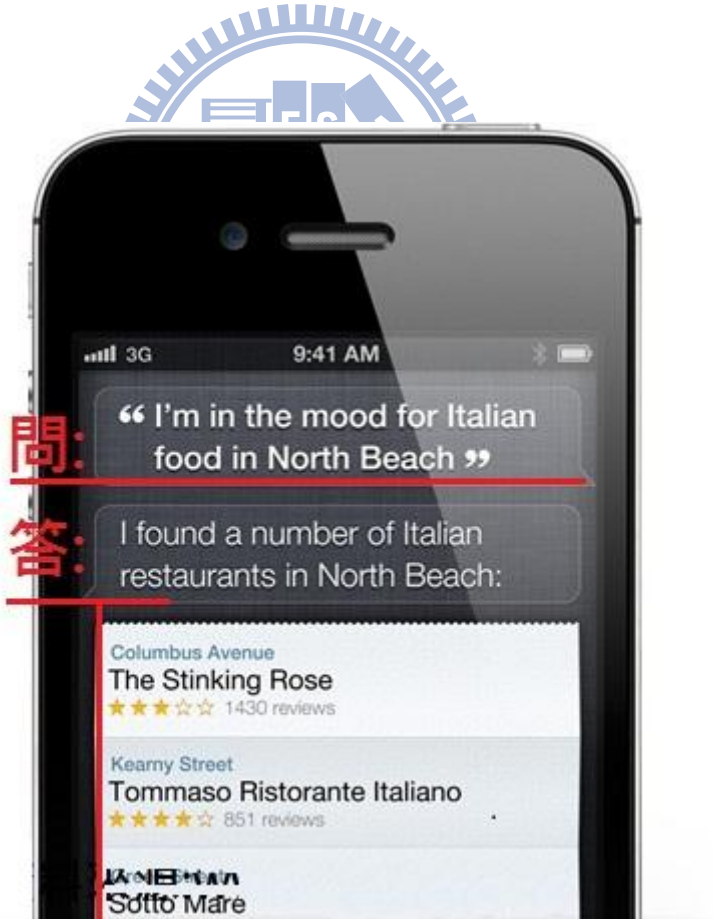 3G 9:41 AM
問:
“ I’m in the mood for Italian
food in North Beach ”
答:
I found a number of Italian
restaurants in North Beach:
Columbus Avenue
The Stinking Rose
★★★☆☆ 1430 reviews
Kearny Street
Tommaso Ristorante Italiano
★★★★☆ 851 reviews
Sotto Mare